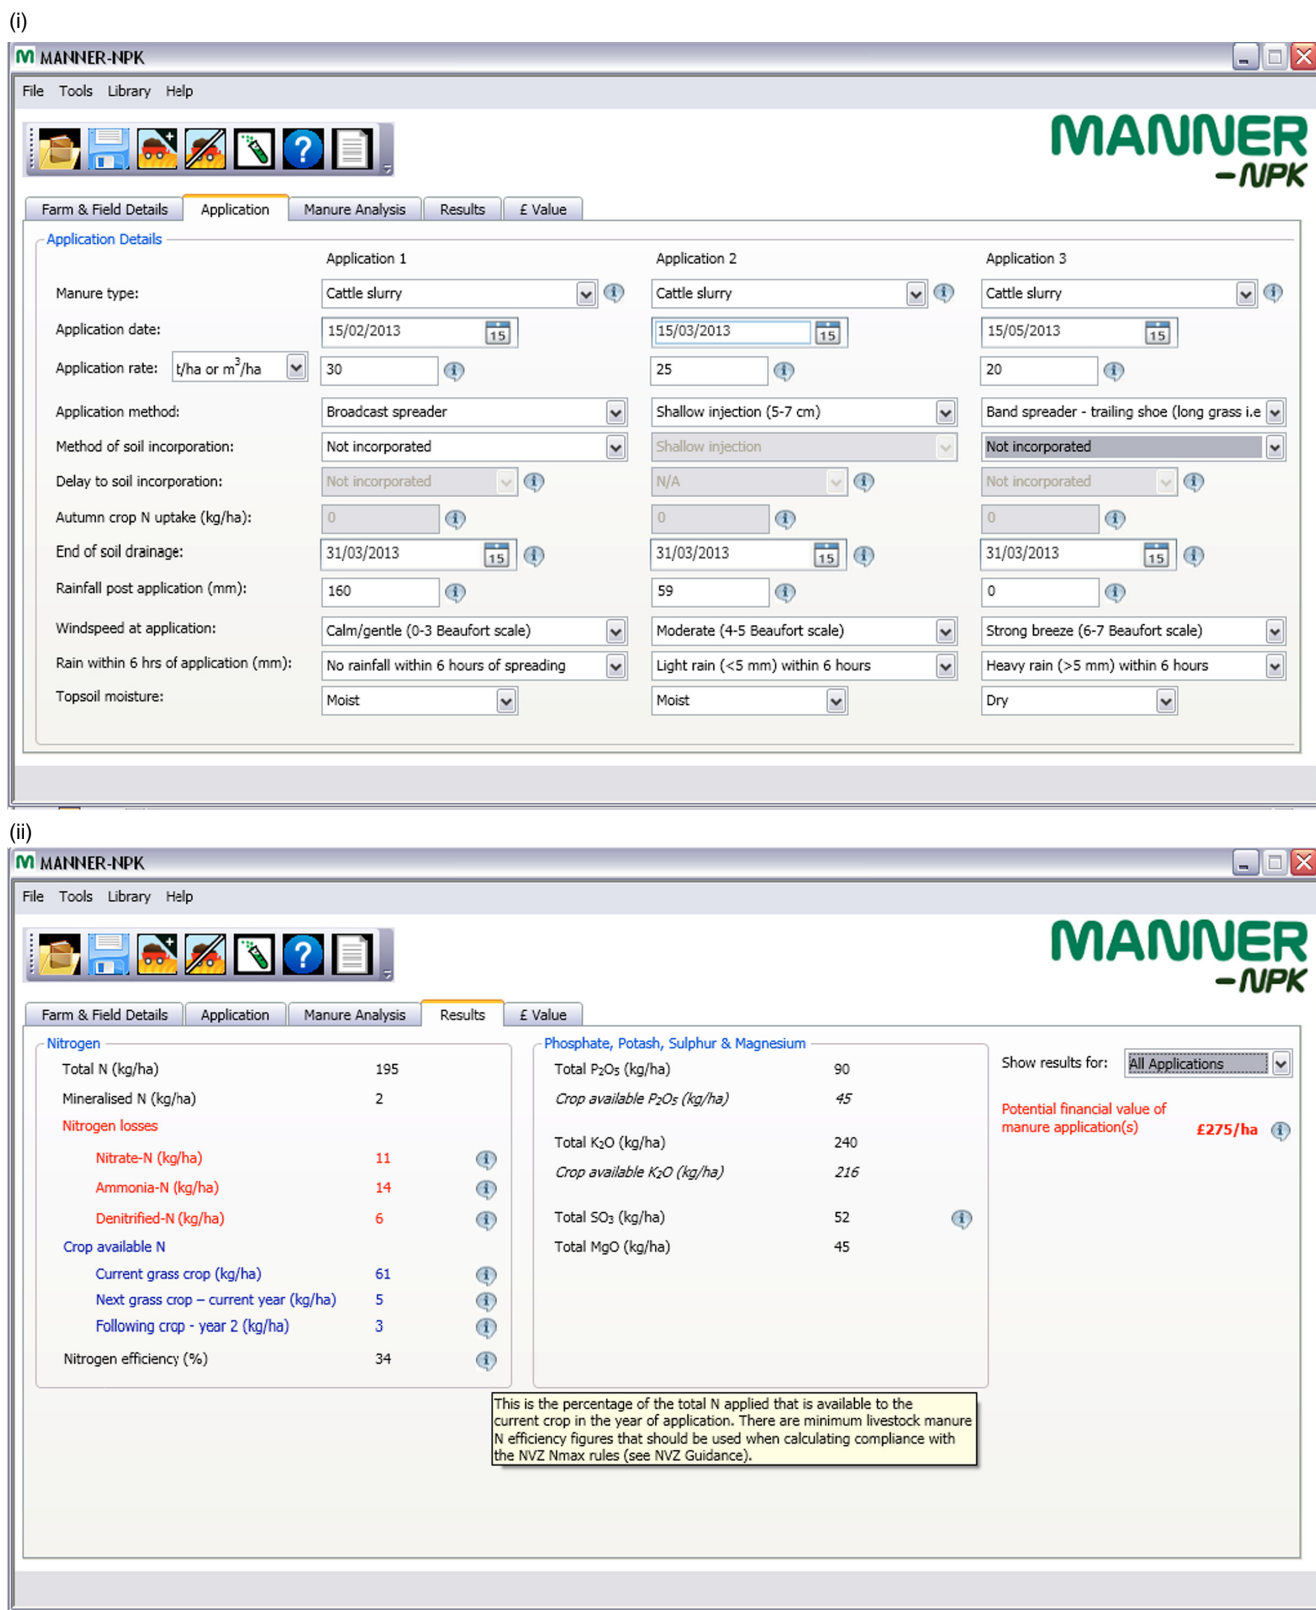 (i)
MANNER-NPK
File Tools Library Help
MANNER
-NPK
Farm & Field Details Application Manure Analysis Results £ Value
Application Details
Application 1 Application 2 Application 3
Manure type: Cattle slurry Cattle slurry Cattle slurry
Application date: 15/02/2013 15 15/03/2013 15 15/05/2013 15
Application rate: t/ha or m³/ha 30 25 20
Application method: Broadcast spreader Shallow injection (5-7 cm) Band spreader - trailing shoe (long grass i.e
Method of soil incorporation: Not incorporated Shallow injection Not incorporated
Delay to soil incorporation: Not incorporated N/A Not incorporated
Autumn crop N uptake (kg/ha): 0 0 0
End of soil drainage: 31/03/2013 15 31/03/2013 15 31/03/2013 15
Rainfall post application (mm): 160 59 0
Windspeed at application: Calm/gentle (0-3 Beaufort scale) Moderate (4-5 Beaufort scale) Strong breeze (6-7 Beaufort scale)
Rain within 6 hrs of application (mm): No rainfall within 6 hours of spreading Light rain (<5 mm) within 6 hours Heavy rain (>5 mm) within 6 hours
Topsoil moisture: Moist Moist Dry
(ii)
MANNER-NPK
File Tools Library Help
MANNER
-NPK
Farm & Field Details Application Manure Analysis Results £ Value
Nitrogen Phosphate, Potash, Sulphur & Magnesium
Total N (kg/ha) 195 Total P₂O₅ (kg/ha) 90 Show results for: All Applications
Mineralised N (kg/ha) 2 Crop available P₂O₅ (kg/ha) 45
Potential financial value of
manure application(s) £275/ha
Nitrogen losses
Total K₂O (kg/ha) 240
Nitrate-N (kg/ha) 11
Crop available K₂O (kg/ha) 216
Ammonia-N (kg/ha) 14
Denitrified-N (kg/ha) 6 Total SO₃ (kg/ha) 52
Crop available N Total MgO (kg/ha) 45
Current grass crop (kg/ha) 61
Next grass crop – current year (kg/ha) 5
Following crop - year 2 (kg/ha) 3
Nitrogen efficiency (%) 34
This is the percentage of the total N applied that is available to the
current crop in the year of application. There are minimum livestock manure
N efficiency figures that should be used when calculating compliance with
the NVZ Nmax rules (see NVZ Guidance).